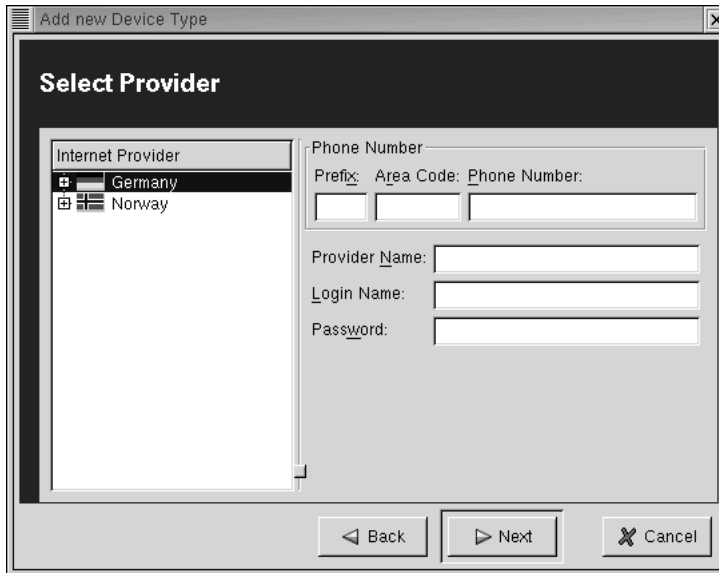 Add new Device Type
Select Provider
Internet Provider
Germany
Norway
Phone Number
Prefix: Area Code: Phone Number:
Provider Name:
Login Name:
Password:
Back Next Cancel